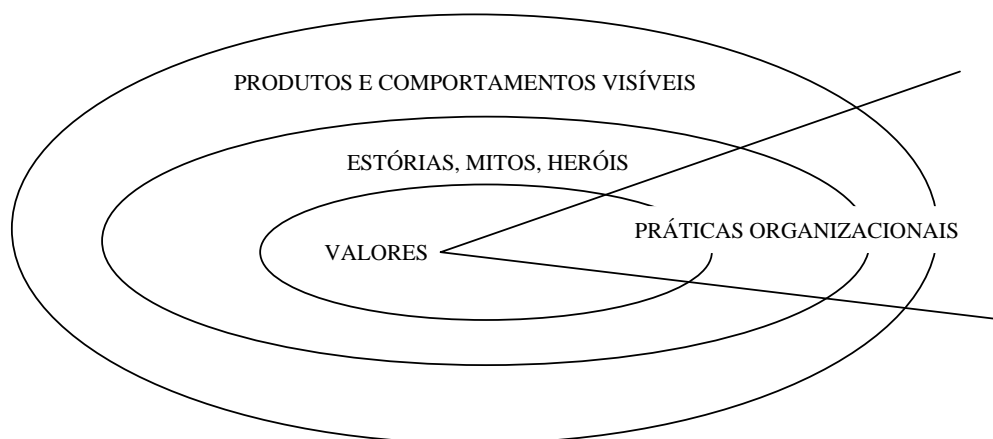 PRODUTOS E COMPORTAMENTOS VISÍVEIS
ESTÓRIAS, MITOS, HERÓIS
PRÁTICAS ORGANIZACIONAIS
VALORES